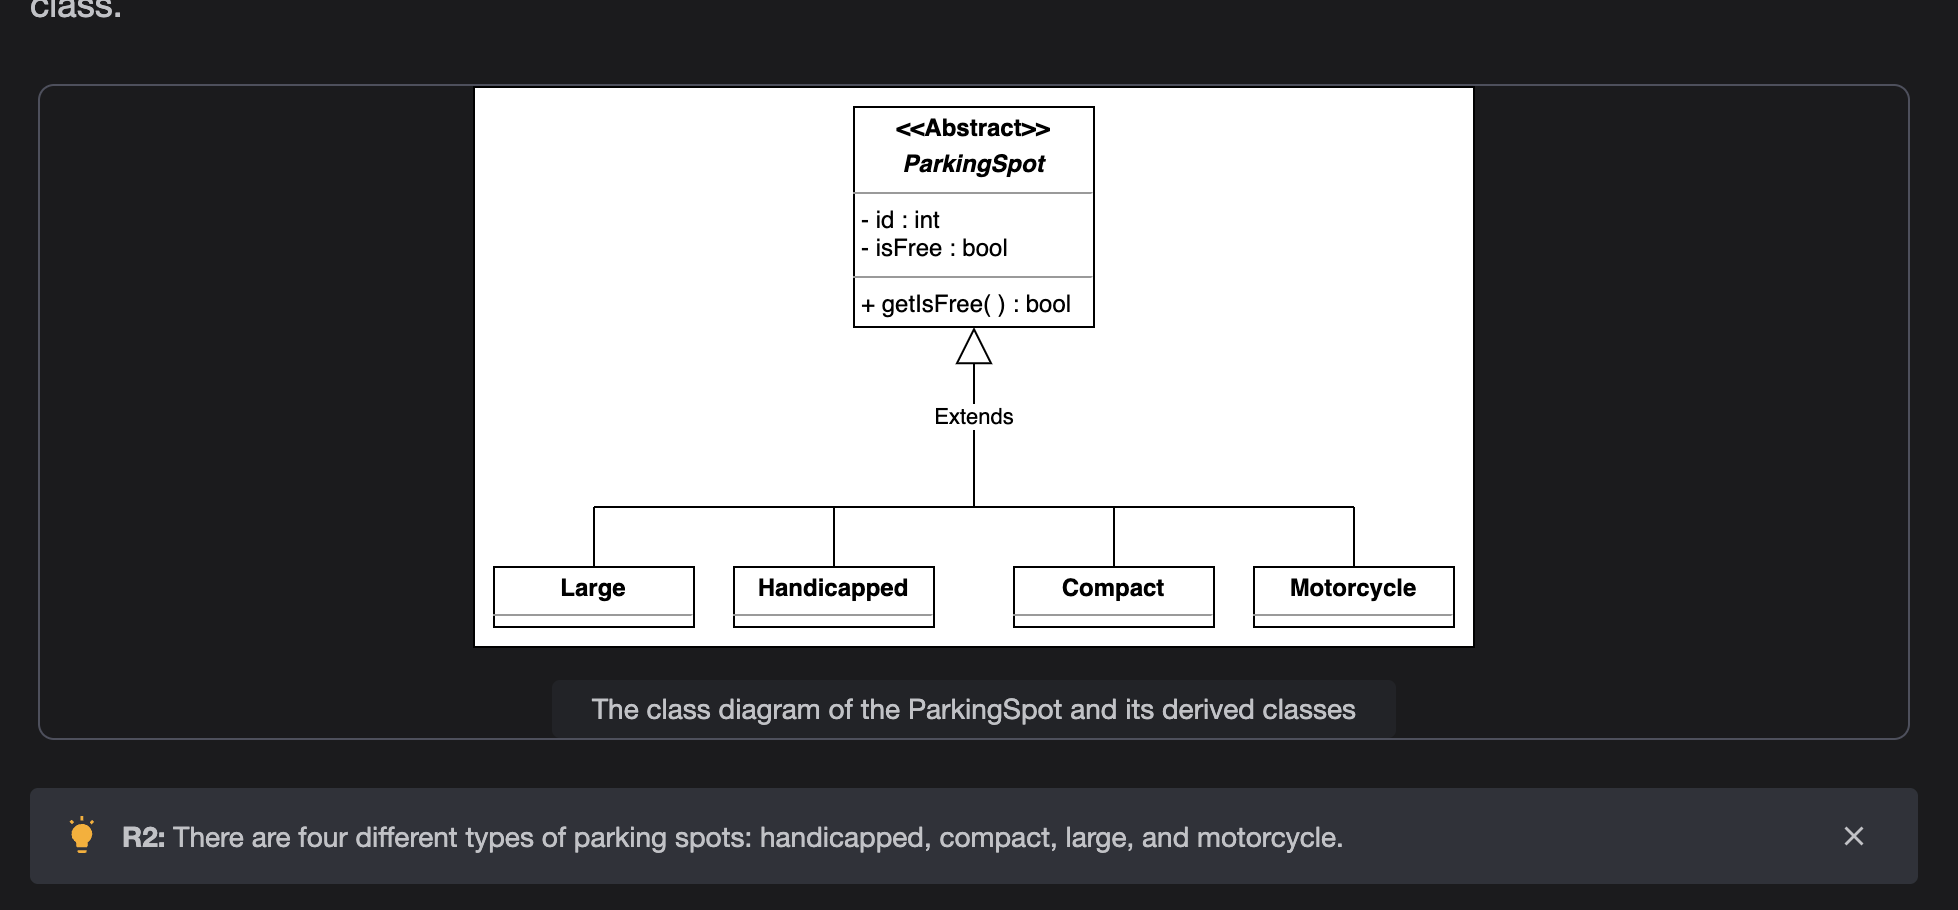 class.
<<Abstract>>
ParkingSpot
- id : int
- isFree : bool
+ getIsFree( ) : bool
Extends
Large
Handicapped
Compact
Motorcycle
The class diagram of the ParkingSpot and its derived classes
R2: There are four different types of parking spots: handicapped, compact, large, and motorcycle.